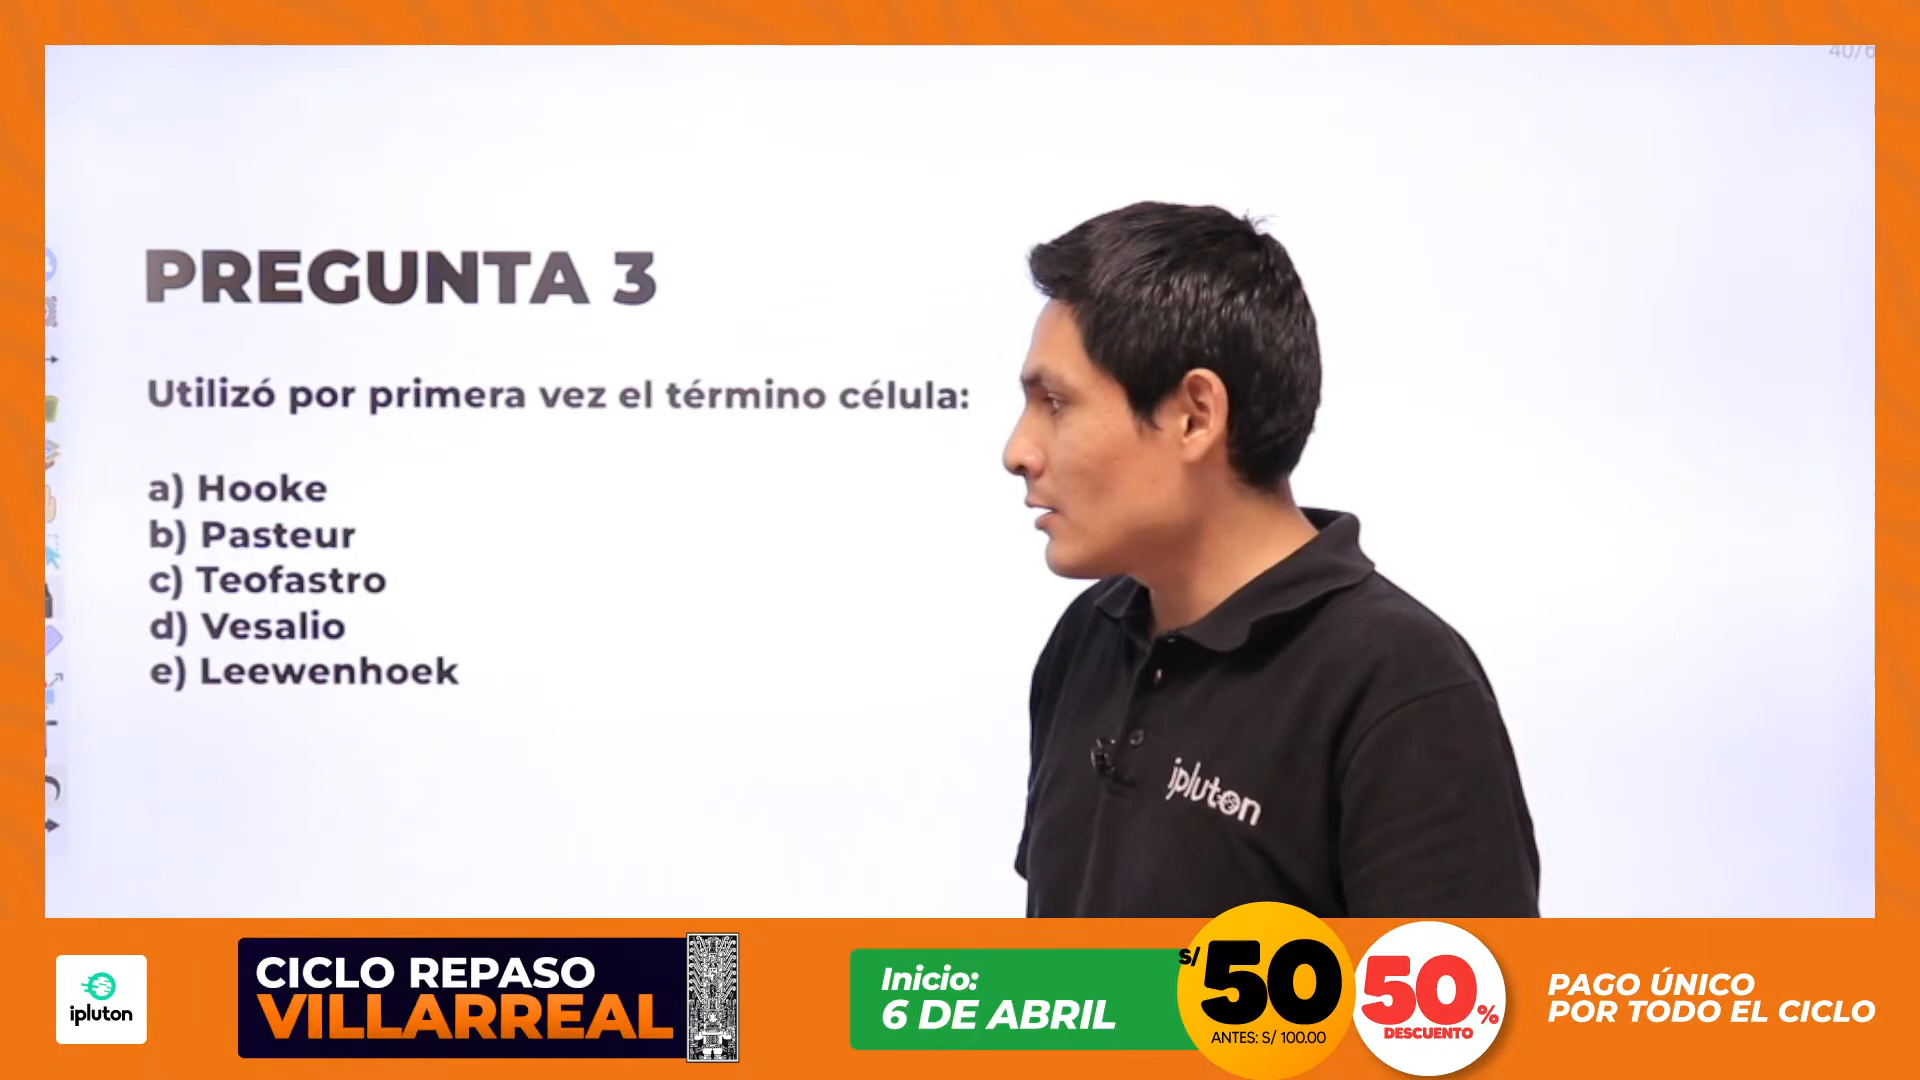 PREGUNTA 3
Utilizó por primera vez el término célula:
a) Hooke
b) Pasteur
c) Teofastro
d) Vesalio
e) Leewenhoek
ipluton
ipluton
CICLO REPASO
VILLARREAL
Inicio:
6 DE ABRIL
S/ 50
ANTES: S/ 100.00
50%
DESCUENTO
PAGO ÚNICO
POR TODO EL CICLO